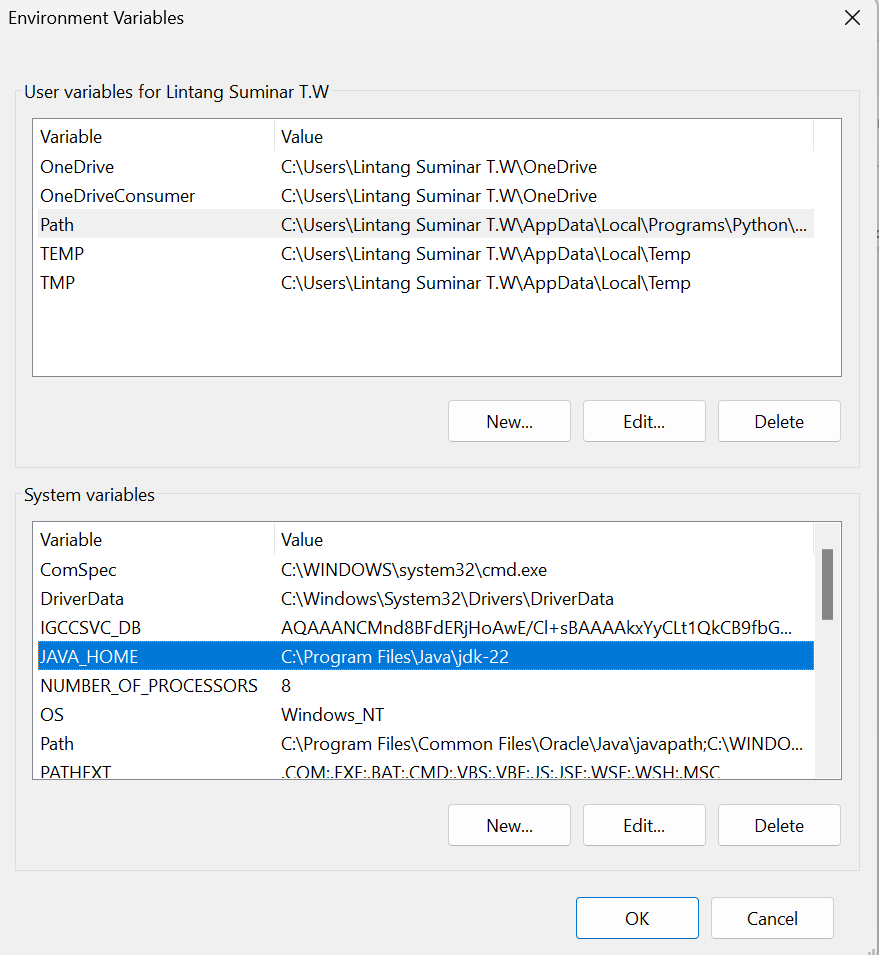 Environment Variables
User variables for Lintang Suminar T.W
Variable Value
OneDrive C:\Users\Lintang Suminar T.W\OneDrive
OneDriveConsumer C:\Users\Lintang Suminar T.W\OneDrive
Path C:\Users\Lintang Suminar T.W\AppData\Local\Programs\Python\...
TEMP C:\Users\Lintang Suminar T.W\AppData\Local\Temp
TMP C:\Users\Lintang Suminar T.W\AppData\Local\Temp
New... Edit... Delete
System variables
Variable Value
ComSpec C:\WINDOWS\system32\cmd.exe
DriverData C:\Windows\System32\Drivers\DriverData
IGCCSVC_DB AQAAANCMnd8BFdERjHoAwE/Cl+sBAAAAkxYyCLt1QkCB9fbG...
JAVA_HOME C:\Program Files\Java\jdk-22
NUMBER_OF_PROCESSORS 8
OS Windows_NT
Path C:\Program Files\Common Files\Oracle\Java\javapath;C:\WINDO...
PATHEXT .COM;.EXE;.BAT;.CMD;.VBS;.VBE;.JS;.JSE;.WSF;.WSH;.MSC
New... Edit... Delete
OK Cancel